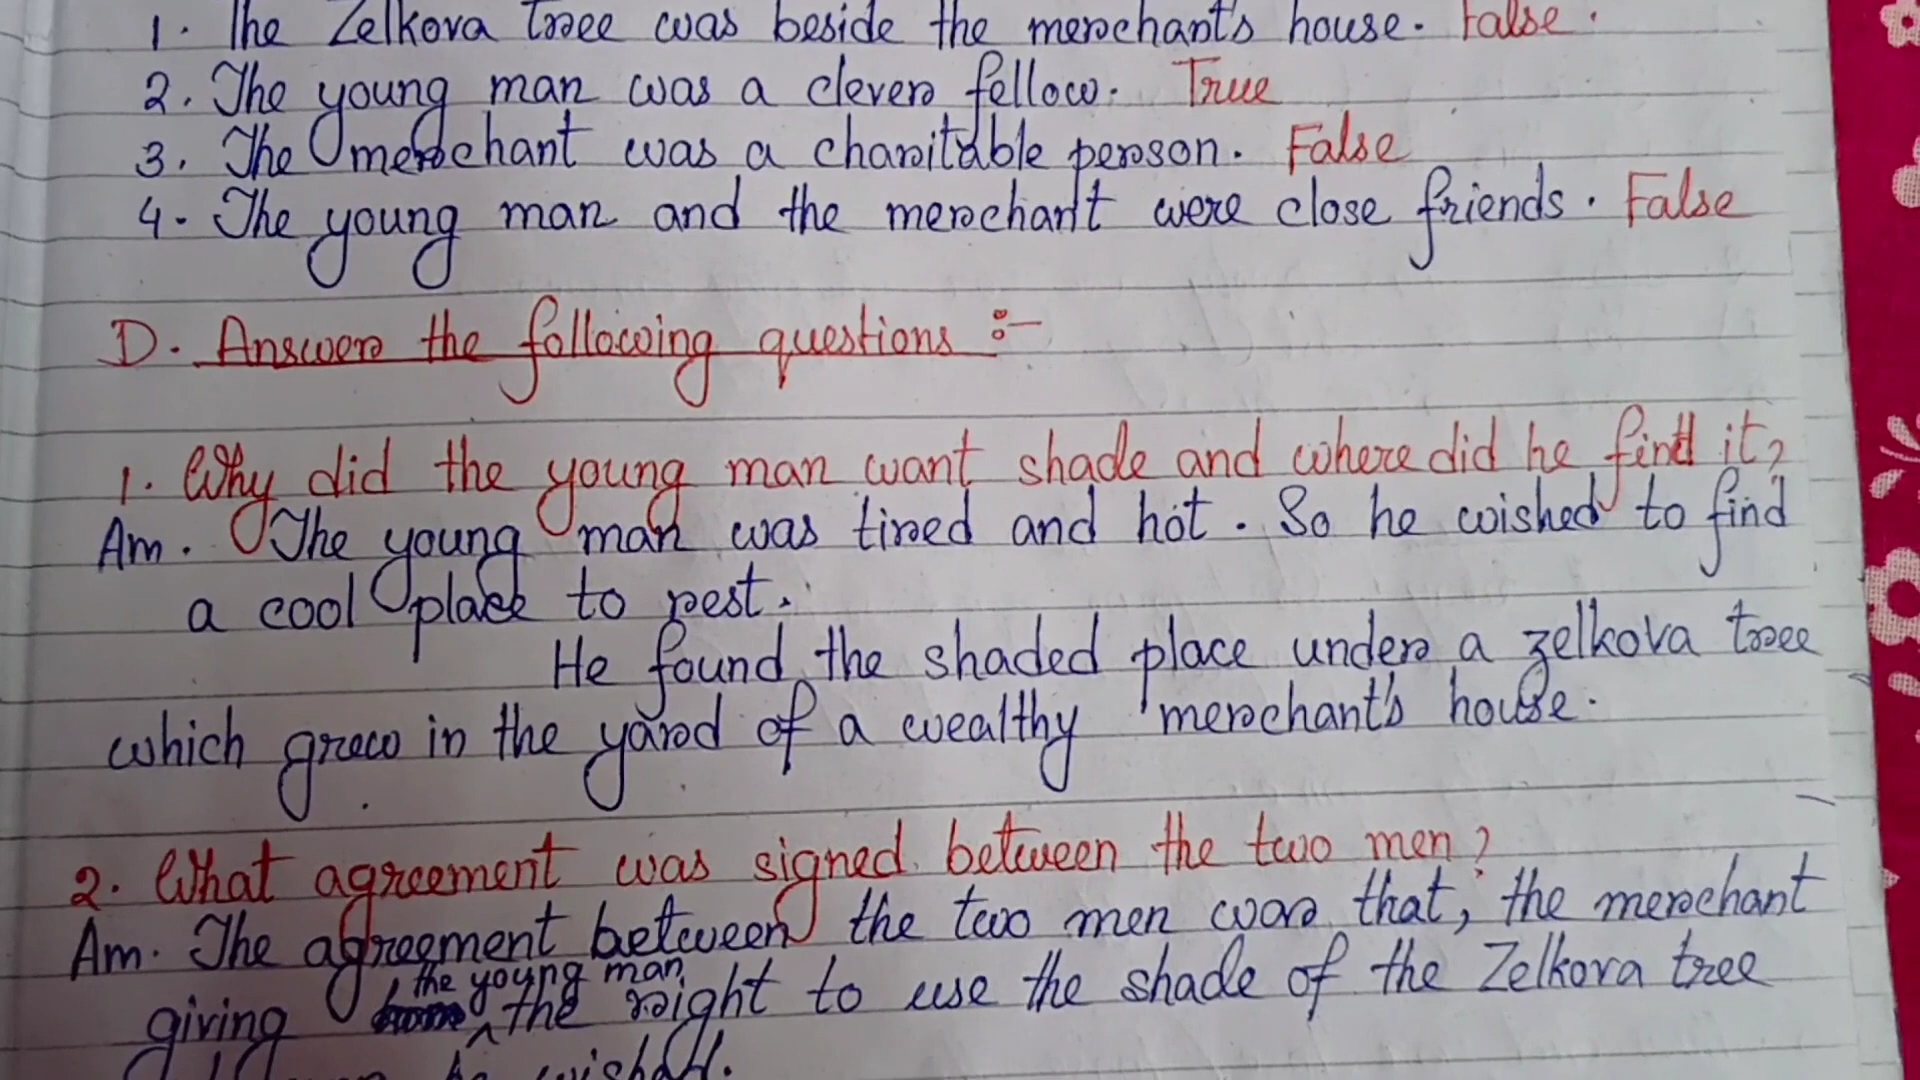 1. The Zelkova tree was beside the merchant's house. False.
2. The young man was a clever fellow. True
3. The merchant was a charitable person. False
4. The young man and the merchant were close friends. False
D. Answer the following questions :-
1. Why did the young man want shade and where did he find it?
Am. The young man was tired and hot. So he wished to find
a cool place to rest.
He found the shaded place under a zelkova tree
which grew in the yard of a wealthy merchant's house.
2. What agreement was signed between the two men?
Am. The agreement between the two men was that, the merchant
giving the young man the right to use the shade of the Zelkova tree
he wished.